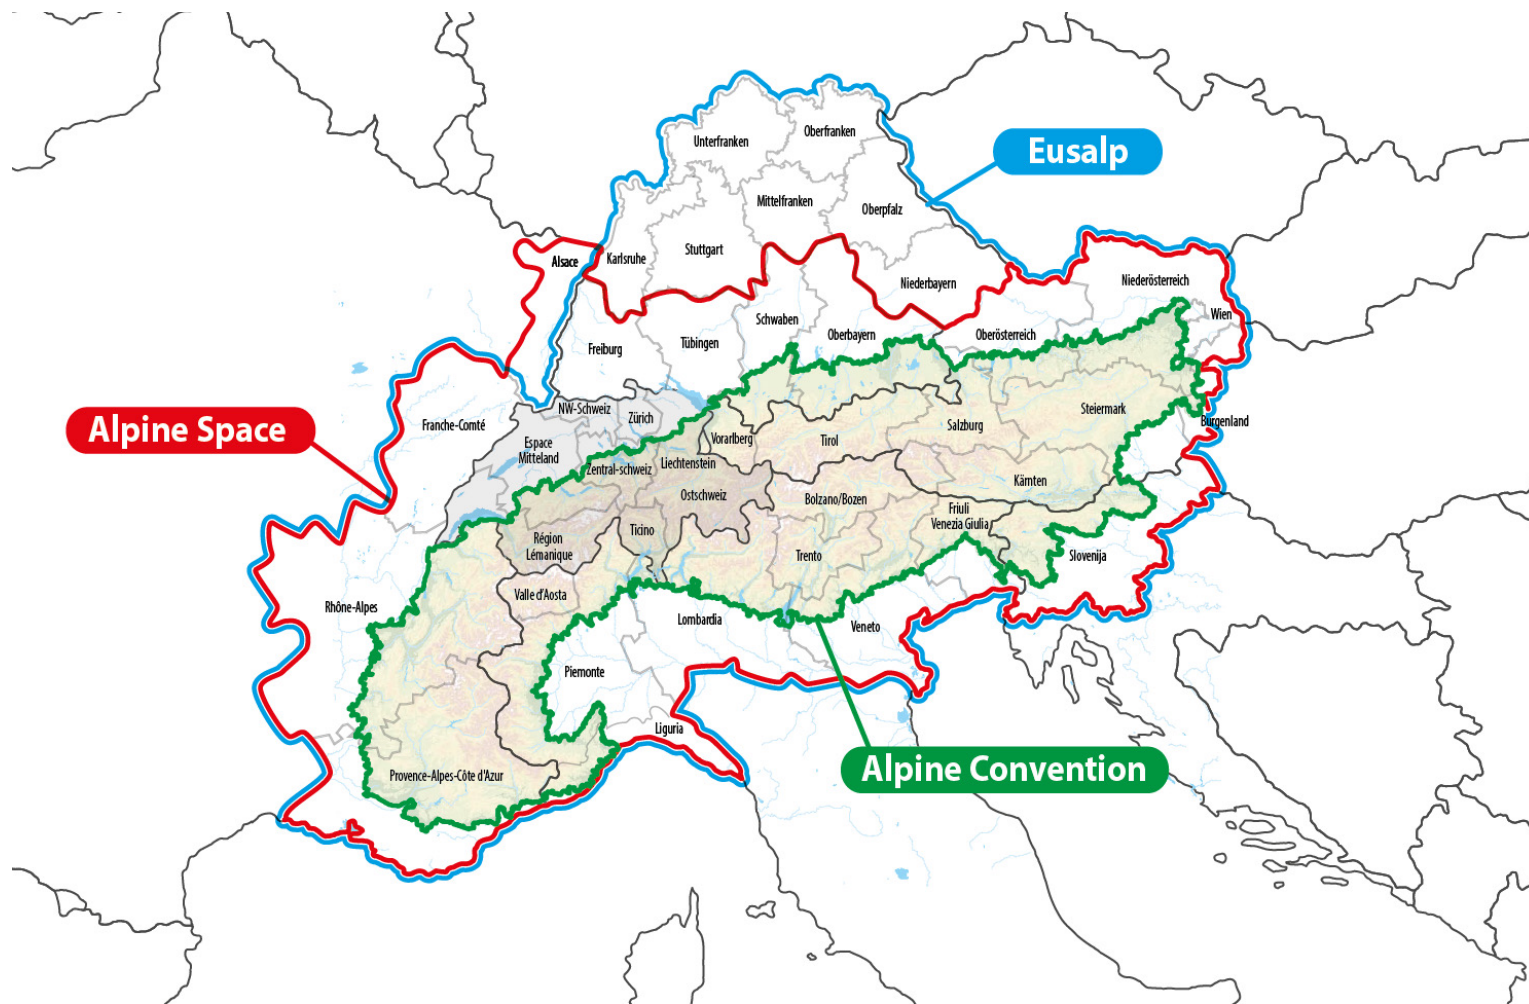 Unterfranken
Oberfranken
Eusalp
Mittelfranken
Oberpfalz
Alsace
Karlsruhe
Stuttgart
Niederbayern
Niederösterreich
Wien
Schwaben
Oberbayern
Oberösterreich
Freiburg
Tübingen
NW-Schweiz
Zürich
Alpine Space
Franche-Comté
Espace
Mitteland
Vorarlberg
Tirol
Salzburg
Steiermark
Burgenland
Zentral-schweiz
Liechtenstein
Ostschweiz
Bolzano/Bozen
Kärnten
Friuli
Venezia Giulia
Région
Lémanique
Ticino
Trento
Slovenija
Valle d'Aosta
Rhône-Alpes
Lombardia
Veneto
Piemonte
Liguria
Provence-Alpes-Côte d'Azur
Alpine Convention